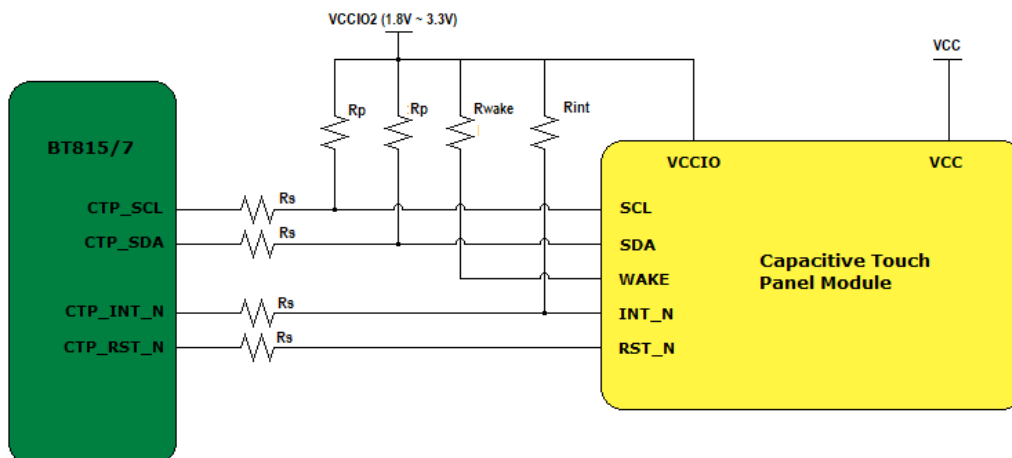 VCCIO2 (1.8V ~ 3.3V)
VCC
Rp
Rp
Rwake
Rint
BT815/7
VCCIO
VCC
CTP_SCL
Rs
SCL
CTP_SDA
Rs
SDA
WAKE
Capacitive Touch
Panel Module
CTP_INT_N
Rs
INT_N
CTP_RST_N
Rs
RST_N